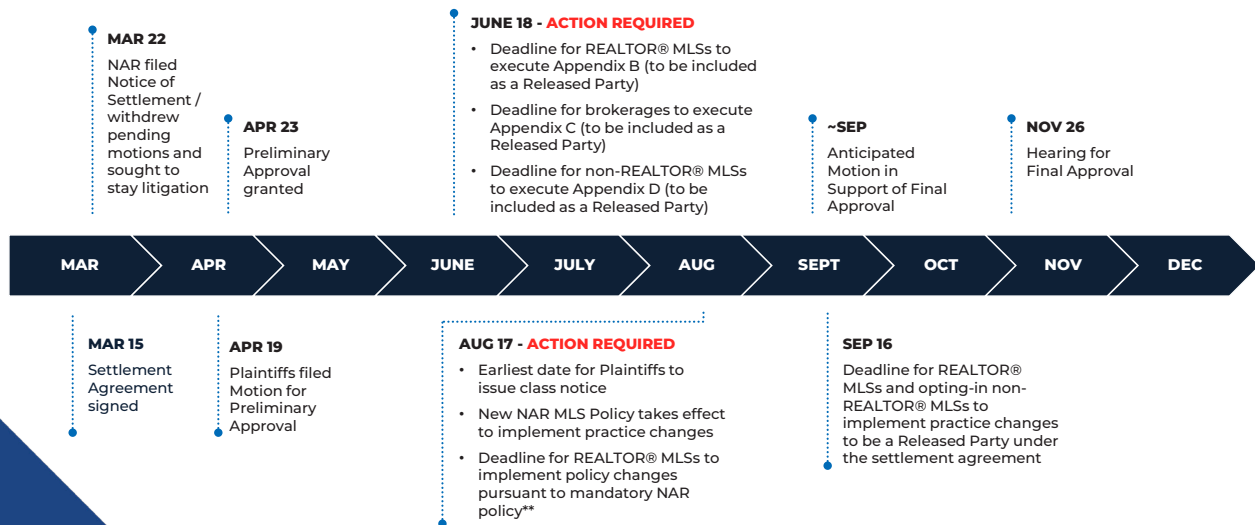 MAR 22
NAR filed
Notice of
Settlement /
withdrew
pending
motions and
sought to
stay litigation
APR 23
Preliminary
Approval
granted
JUNE 18 - ACTION REQUIRED
• Deadline for REALTOR® MLSs to
execute Appendix B (to be included
as a Released Party)
• Deadline for brokerages to execute
Appendix C (to be included as a
Released Party)
• Deadline for non-REALTOR® MLSs
to execute Appendix D (to be
included as a Released Party)
~SEP
Anticipated
Motion in
Support of Final
Approval
NOV 26
Hearing for
Final Approval
MAR APR MAY JUNE JULY AUG SEPT OCT NOV DEC
MAR 15
Settlement
Agreement
signed
APR 19
Plaintiffs filed
Motion for
Preliminary
Approval
AUG 17 - ACTION REQUIRED
• Earliest date for Plaintiffs to
issue class notice
• New NAR MLS Policy takes effect
to implement practice changes
• Deadline for REALTOR® MLSs to
implement policy changes
pursuant to mandatory NAR
policy**
SEP 16
Deadline for REALTOR®
MLSs and opting-in non-
REALTOR® MLSs to
implement practice changes
to be a Released Party under
the settlement agreement